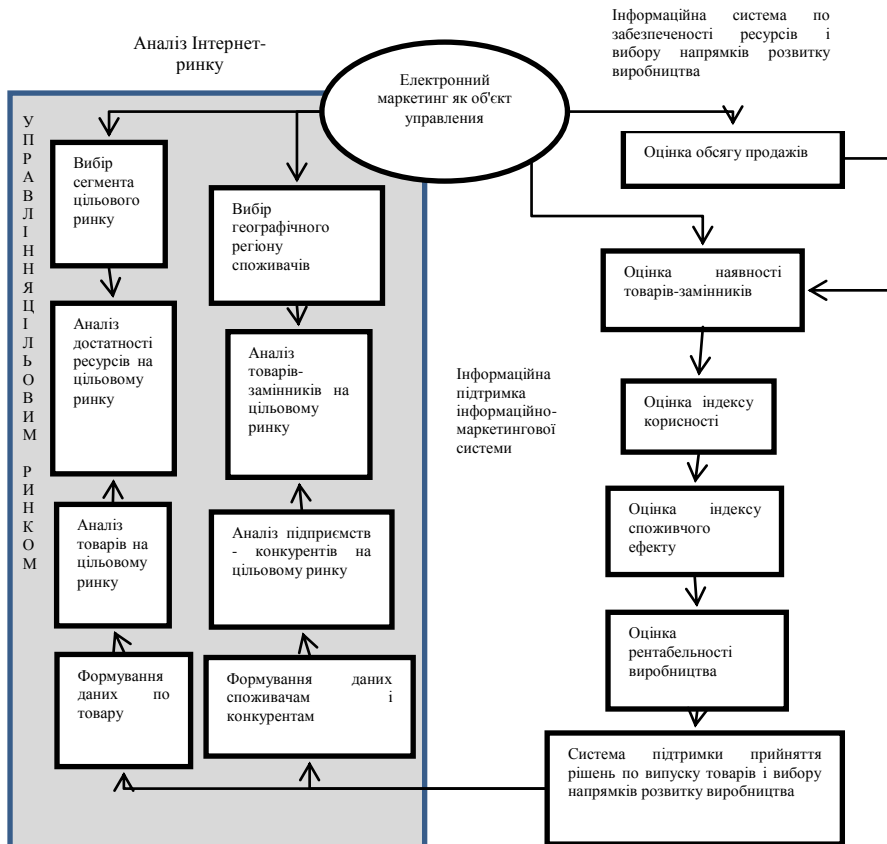 Аналіз Інтернет-
ринку
Інформаційна система по
забезпеченості ресурсів і
вибору напрямків розвитку
виробництва
Електронний
маркетинг як об'єкт
управления
УПРАВЛІННЯЦІЛЬОВИМ РИНКОМ
Вибір
сегмента
цільового
ринку
Вибір
географічного
регіону
споживачів
Оцінка обсягу продажів
Оцінка наявності
товарів-замінників
Аналіз
достатності
ресурсів на
цільовому
ринку
Аналіз
товарів-
замінників на
цільовому
ринку
Інформаційна
підтримка
інформаційно-
маркетингової
системи
Оцінка індексу
корисності
Аналіз
товарів на
цільовому
ринку
Аналіз підприємств
- конкурентів на
цільовому ринку
Оцінка індексу
споживчого
ефекту
Оцінка
рентабельності
виробництва
Формування
даних по
товару
Формування даних
споживачам і
конкурентам
Система підтримки прийняття
рішень по випуску товарів і вибору
напрямків розвитку виробництва